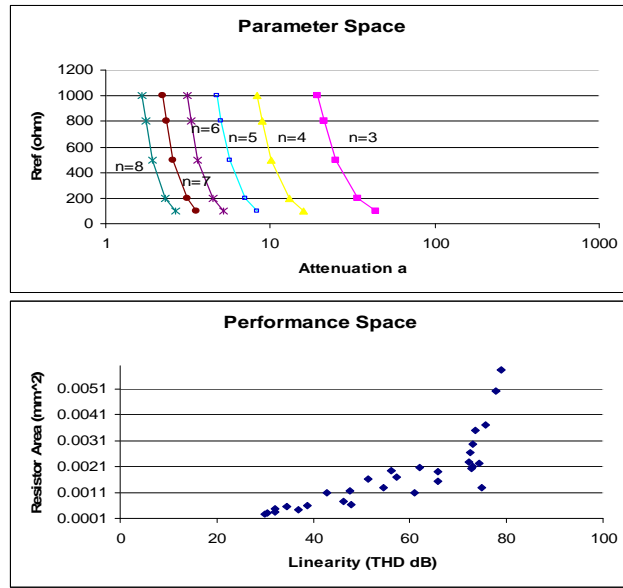 Parameter Space
1200
1000
800
600
400
200
0
Rref (ohm)
n=8
n=7
n=6
n=5
n=4
n=3
1 10 100 1000
Attenuation a
Performance Space
0.0051
0.0041
0.0031
0.0021
0.0011
0.0001
Resistor Area (mm^2)
0 20 40 60 80 100
Linearity (THD dB)